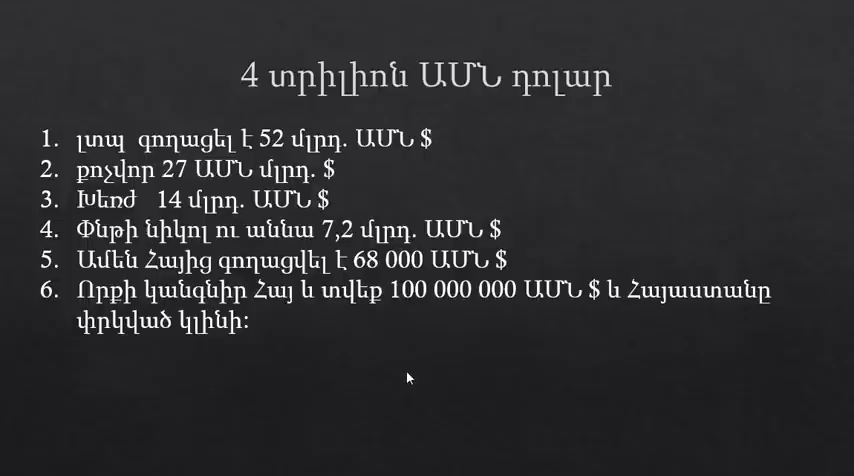 4 տրիլիոն ԱՄՆ դոլար
1. լտպ գողացել է 52 մլրդ. ԱՄՆ $
2. քոչվոր 27 ԱՄՆ մլրդ. $
3. Խեռժ 14 մլրդ. ԱՄՆ $
4. Փնթի նիկոլ ու աննա 7,2 մլրդ. ԱՄՆ $
5. Ամեն Հայից գողացվել է 68 000 ԱՄՆ $
6. Որքի կանգնիր Հայ և տվեք 100 000 000 ԱՄՆ $ և Հայաստանը
փրկված կլինի: